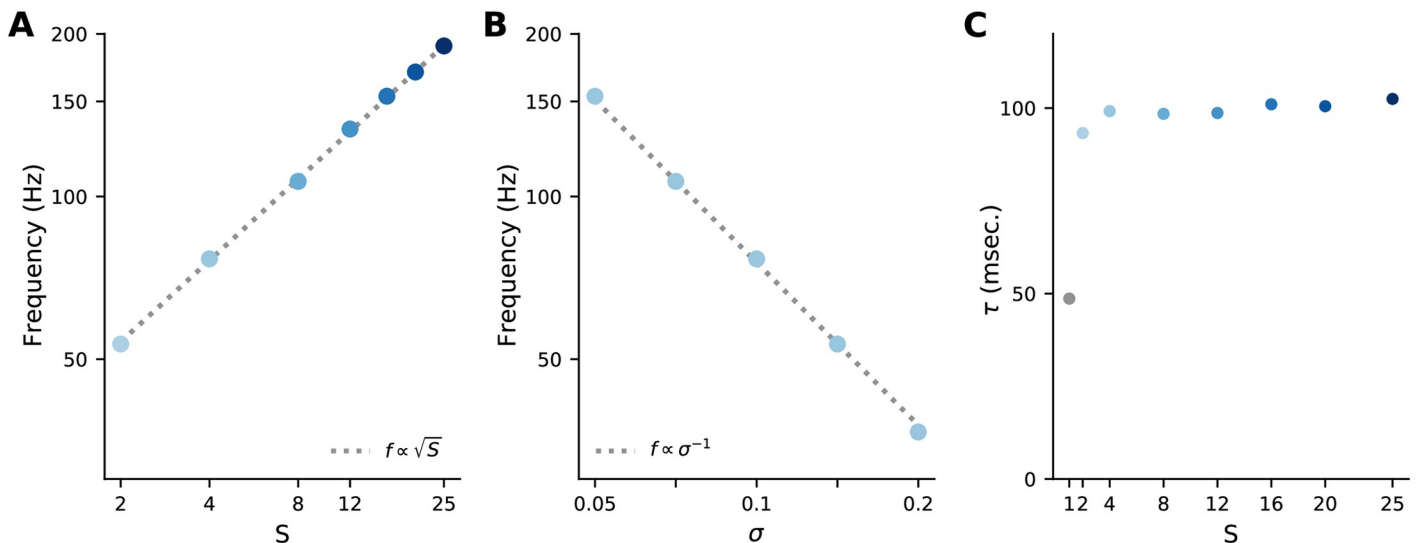 A
200
150
100
50
Frequency (Hz)
2
4
8
12
25
S
f ∝ √S
B
200
150
100
50
Frequency (Hz)
0.05
0.1
0.2
σ
f ∝ σ⁻¹
C
100
50
0
τ (msec.)
1 2 4 8 12 16 20 25
S